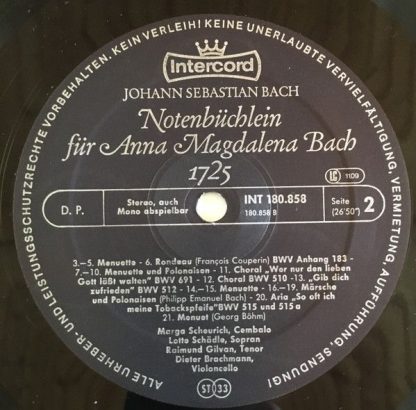 ALLE URHEBER- UND LEISTUNGSSCHUTZRECHTE VORBEHALTEN. KEIN VERLEIH! KEINE UNERLAUBTE VERVIELFÄLTIGUNG, VERMIETUNG, AUFFÜHRUNG, SENDUNG!
Intercord
JOHANN SEBASTIAN BACH
Notenbüchlein
für Anna Magdalena Bach
1725
LC 1109
D. P.
Stereo, auch
Mono abspielbar
INT 180.858
180.858 B
Seite
(26'50")
2
3.–5. Menuette - 6. Rondeau (François Couperin) BWV Anhang 183 -
7.–10. Menuette und Polonaisen - 11. Choral „Wer nur den lieben
Gott läßt walten" BWV 691 - 12. Choral BWV 510 - 13. „Gib dich
zufrieden" BWV 512 - 14.–15. Menuette - 16.–19. Märsche
und Polonaisen (Philipp Emanuel Bach) - 20. Aria „So oft ich
meine Tobackspfeife" BWV 515 und 515 a
21. Menuet (Georg Böhm)
Marga Scheurich, Cembalo
Lotte Schädle, Sopran
Raimund Gilvan, Tenor
Dieter Brachmann,
Violoncello
ST 33